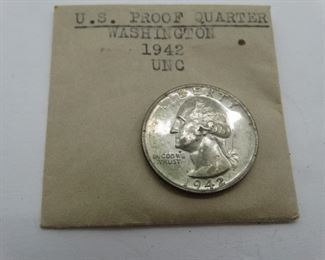 U.S. PROOF QUARTER
WASHINGTON
1942
UNC
LIBERTY
IN GOD WE
TRUST
1942